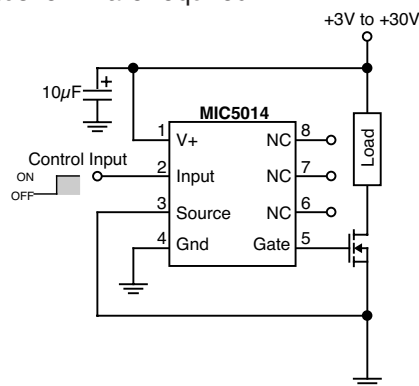 +3V to +30V
10µF
+
MIC5014
1 V+ NC 8
Control Input
ON
OFF
2 Input NC 7
3 Source NC 6
4 Gnd Gate 5
Load